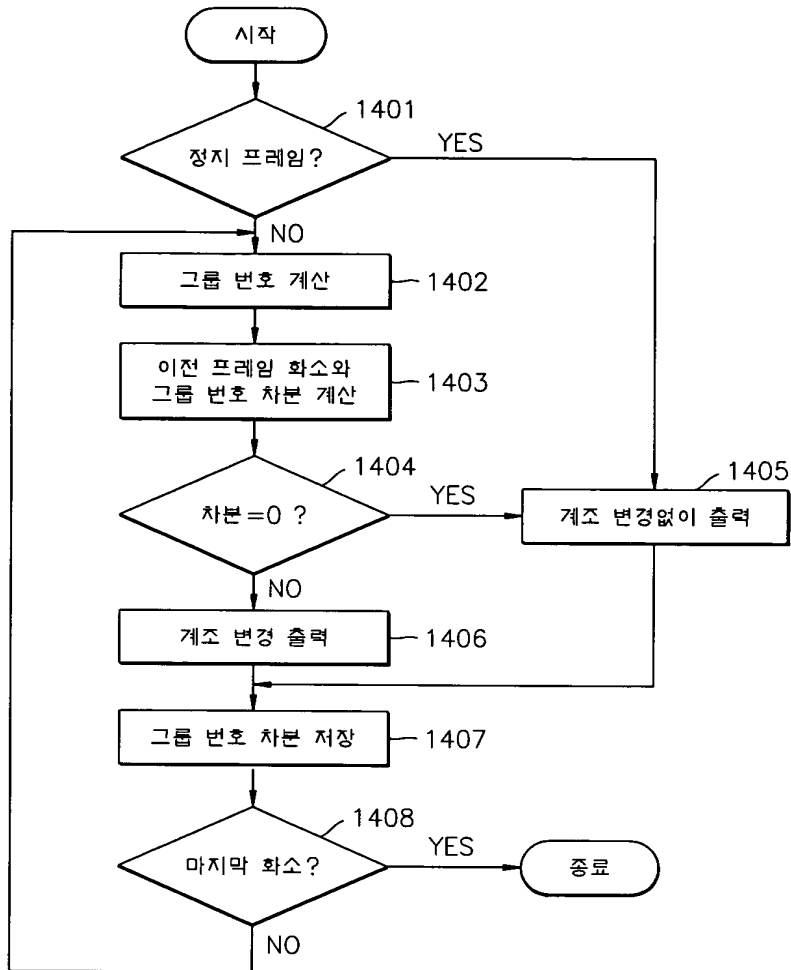 시작
1401
정지 프레임?
YES
NO
그룹 번호 계산
1402
이전 프레임 화소와
그룹 번호 차분 계산
1403
1404
차분=0 ?
YES
1405
계조 변경없이 출력
NO
계조 변경 출력
1406
그룹 번호 차분 저장
1407
1408
마지막 화소?
YES
종료
NO